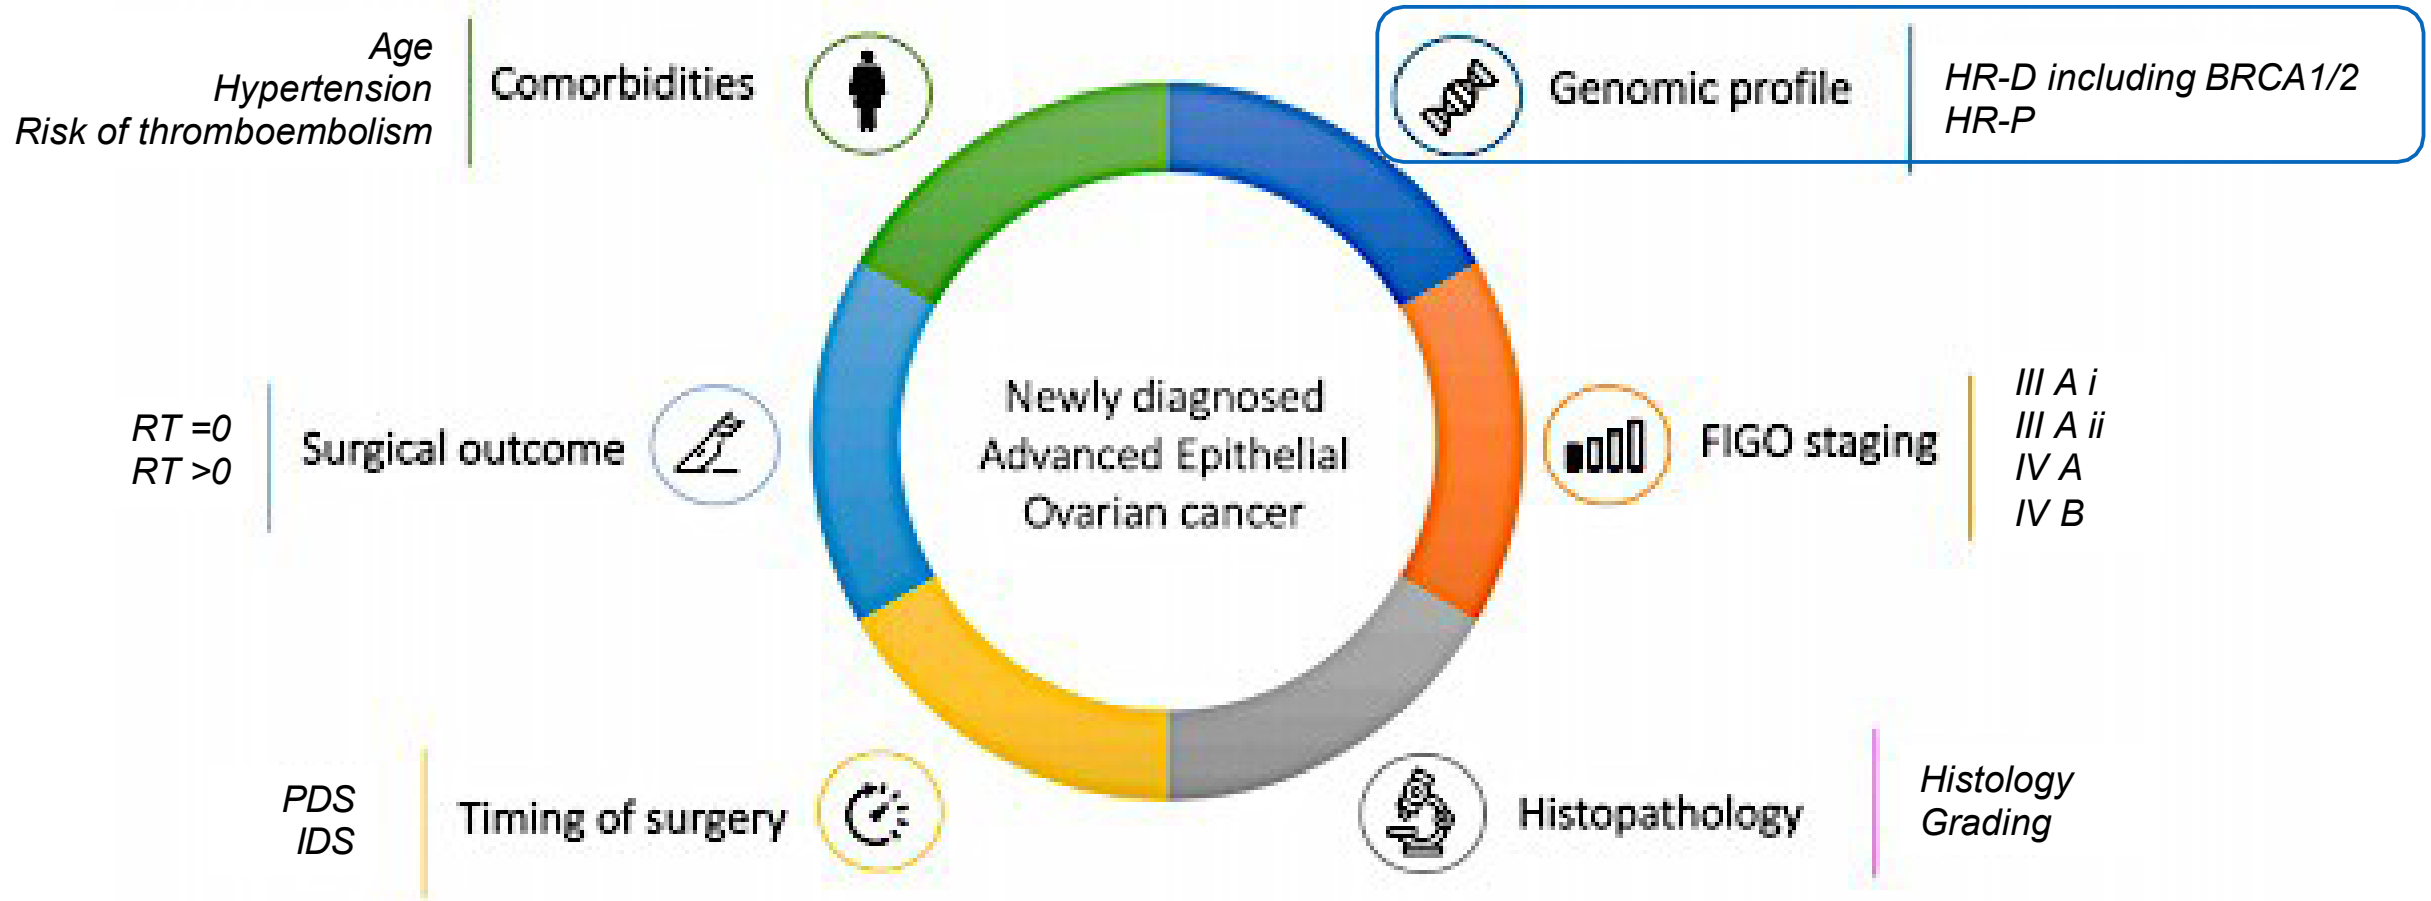 Age
Hypertension
Risk of thromboembolism
Comorbidities
Genomic profile
HR-D including BRCA1/2
HR-P
RT =0
RT >0
Surgical outcome
Newly diagnosed
Advanced Epithelial
Ovarian cancer
FIGO staging
III A i
III A ii
IV A
IV B
PDS
IDS
Timing of surgery
Histopathology
Histology
Grading